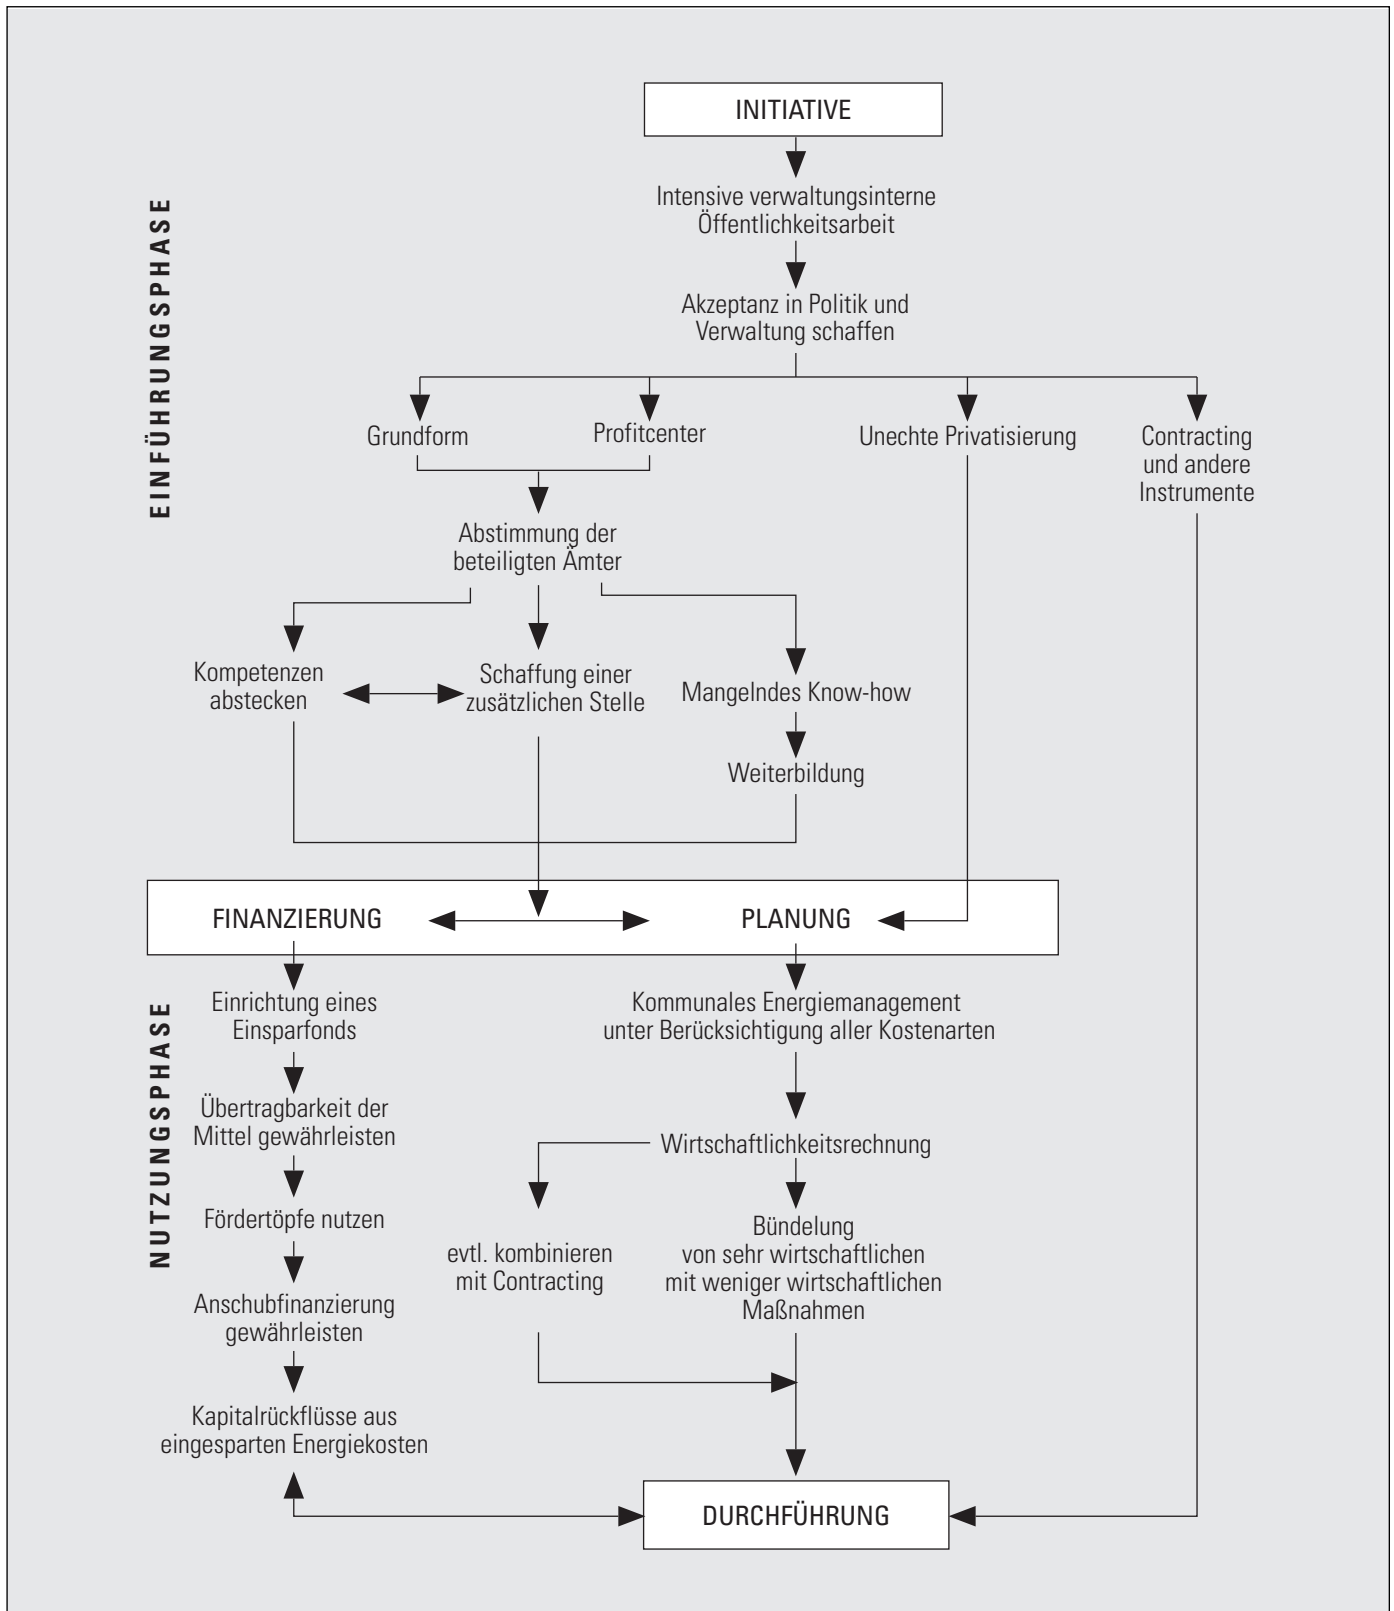 INITIATIVE
EINFÜHRUNGSPHASE
Intensive verwaltungsinterne
Öffentlichkeitsarbeit
Akzeptanz in Politik und
Verwaltung schaffen
Grundform
Profitcenter
Unechte Privatisierung
Contracting
und andere
Instrumente
Abstimmung der
beteiligten Ämter
Kompetenzen
abstecken
Schaffung einer
zusätzlichen Stelle
Mangelndes Know-how
Weiterbildung
FINANZIERUNG
PLANUNG
NUTZUNGSPHASE
Einrichtung eines
Einsparfonds
Übertragbarkeit der
Mittel gewährleisten
Fördertöpfe nutzen
Anschubfinanzierung
gewährleisten
Kapitalrückflüsse aus
eingesparten Energiekosten
Kommunales Energiemanagement
unter Berücksichtigung aller Kostenarten
Wirtschaftlichkeitsrechnung
evtl. kombinieren
mit Contracting
Bündelung
von sehr wirtschaftlichen
mit weniger wirtschaftlichen
Maßnahmen
DURCHFÜHRUNG